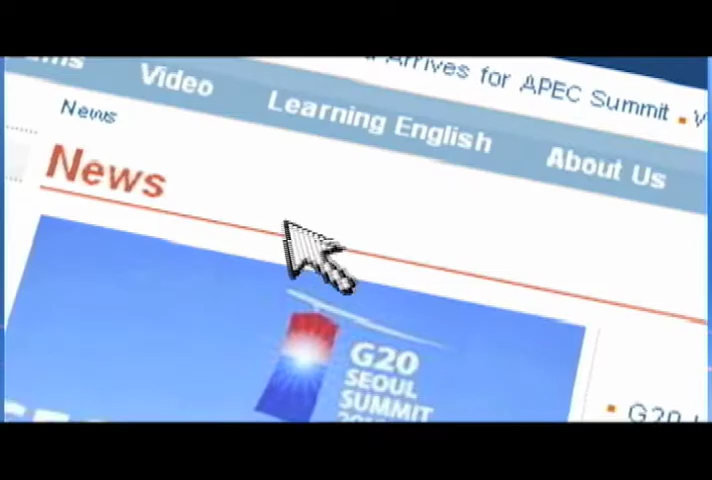 Arrives for APEC Summit
Video
Learning English
About Us
News
News
G20
SEOUL
SUMMIT
G20